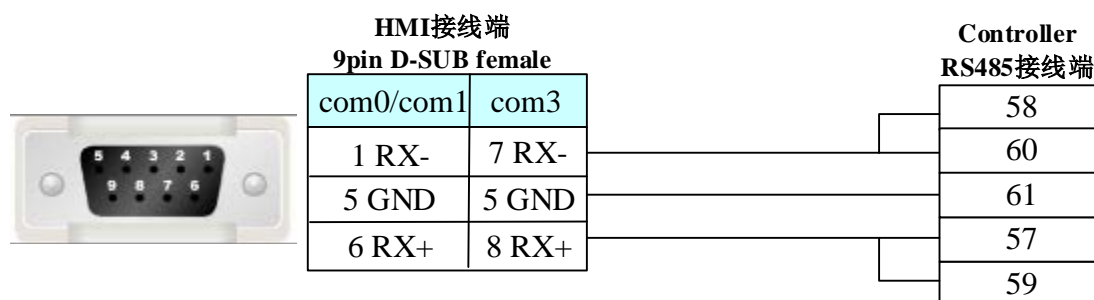 HMI接线端
9pin D-SUB female
com0/com1 com3
1 RX- 7 RX-
5 GND 5 GND
6 RX+ 8 RX+
5 4 3 2 1
9 8 7 6
Controller
RS485接线端
58
60
61
57
59